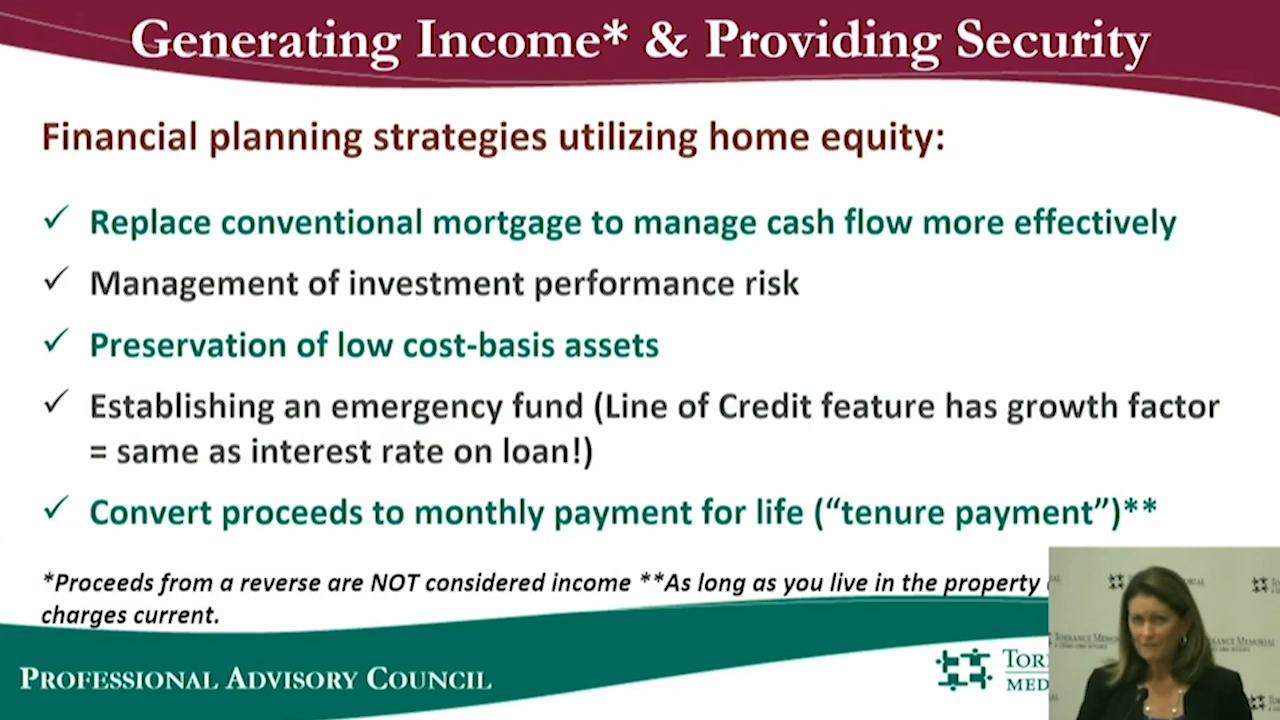 Generating Income* & Providing Security
Financial planning strategies utilizing home equity:
✓ Replace conventional mortgage to manage cash flow more effectively
✓ Management of investment performance risk
✓ Preservation of low cost-basis assets
✓ Establishing an emergency fund (Line of Credit feature has growth factor
= same as interest rate on loan!)
✓ Convert proceeds to monthly payment for life (“tenure payment”)**
*Proceeds from a reverse are NOT considered income **As long as you live in the property
charges current.
PROFESSIONAL ADVISORY COUNCIL
TOR
MED
TORRANCE MEMO